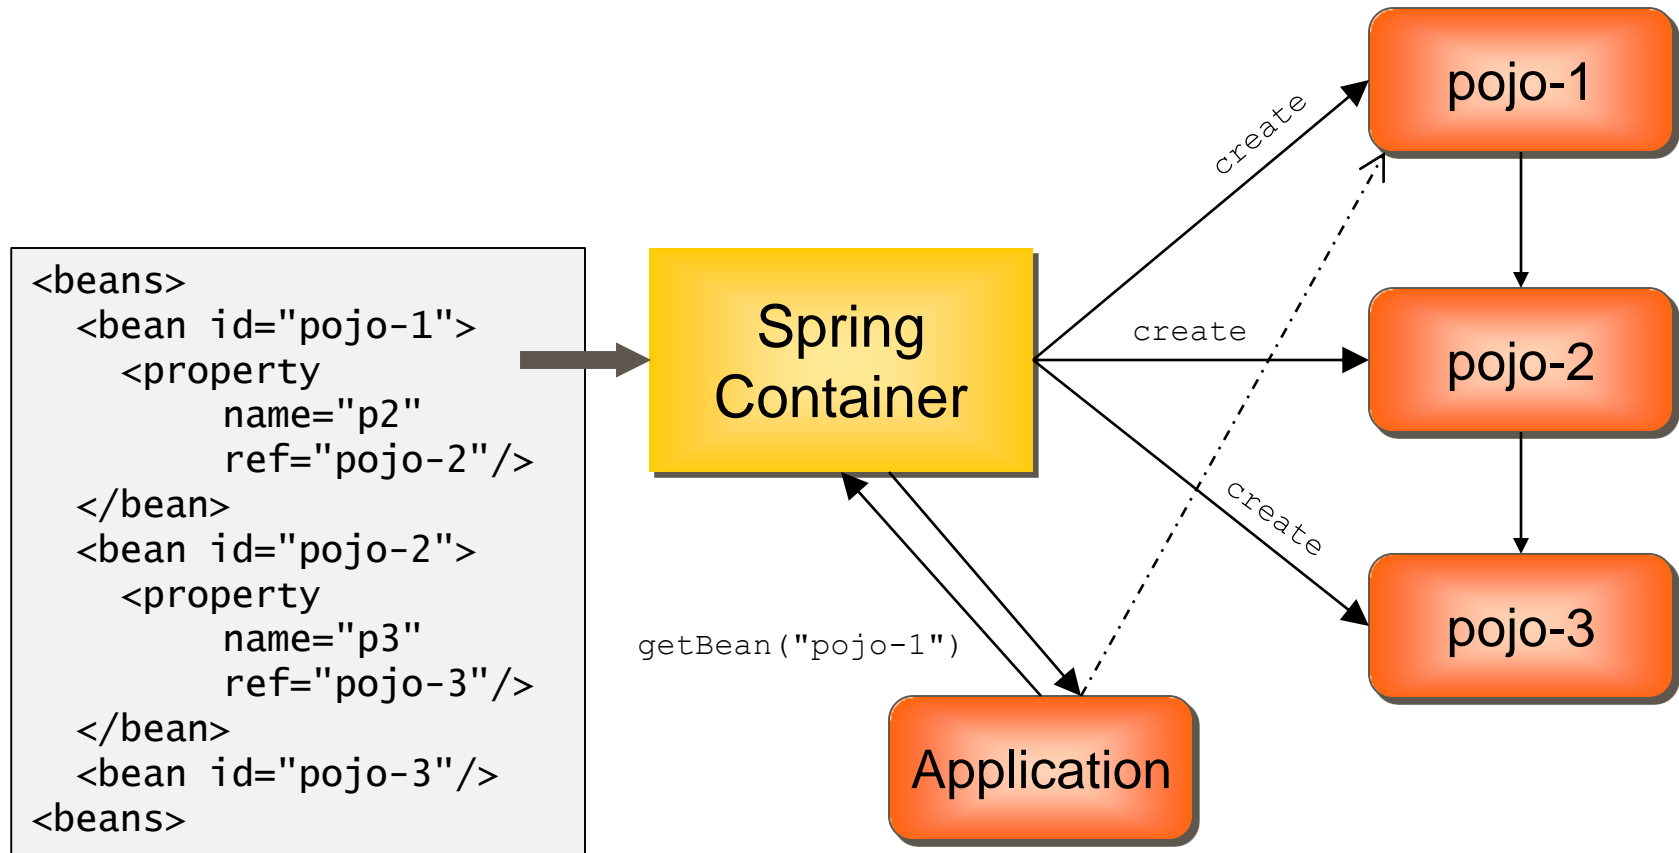 <beans>
<bean id="pojo-1">
<property
name="p2"
ref="pojo-2"/>
</bean>
<bean id="pojo-2">
<property
name="p3"
ref="pojo-3"/>
</bean>
<bean id="pojo-3"/>
<beans>
Spring
Container
create
create
create
getBean("pojo-1")
Application
pojo-1
pojo-2
pojo-3